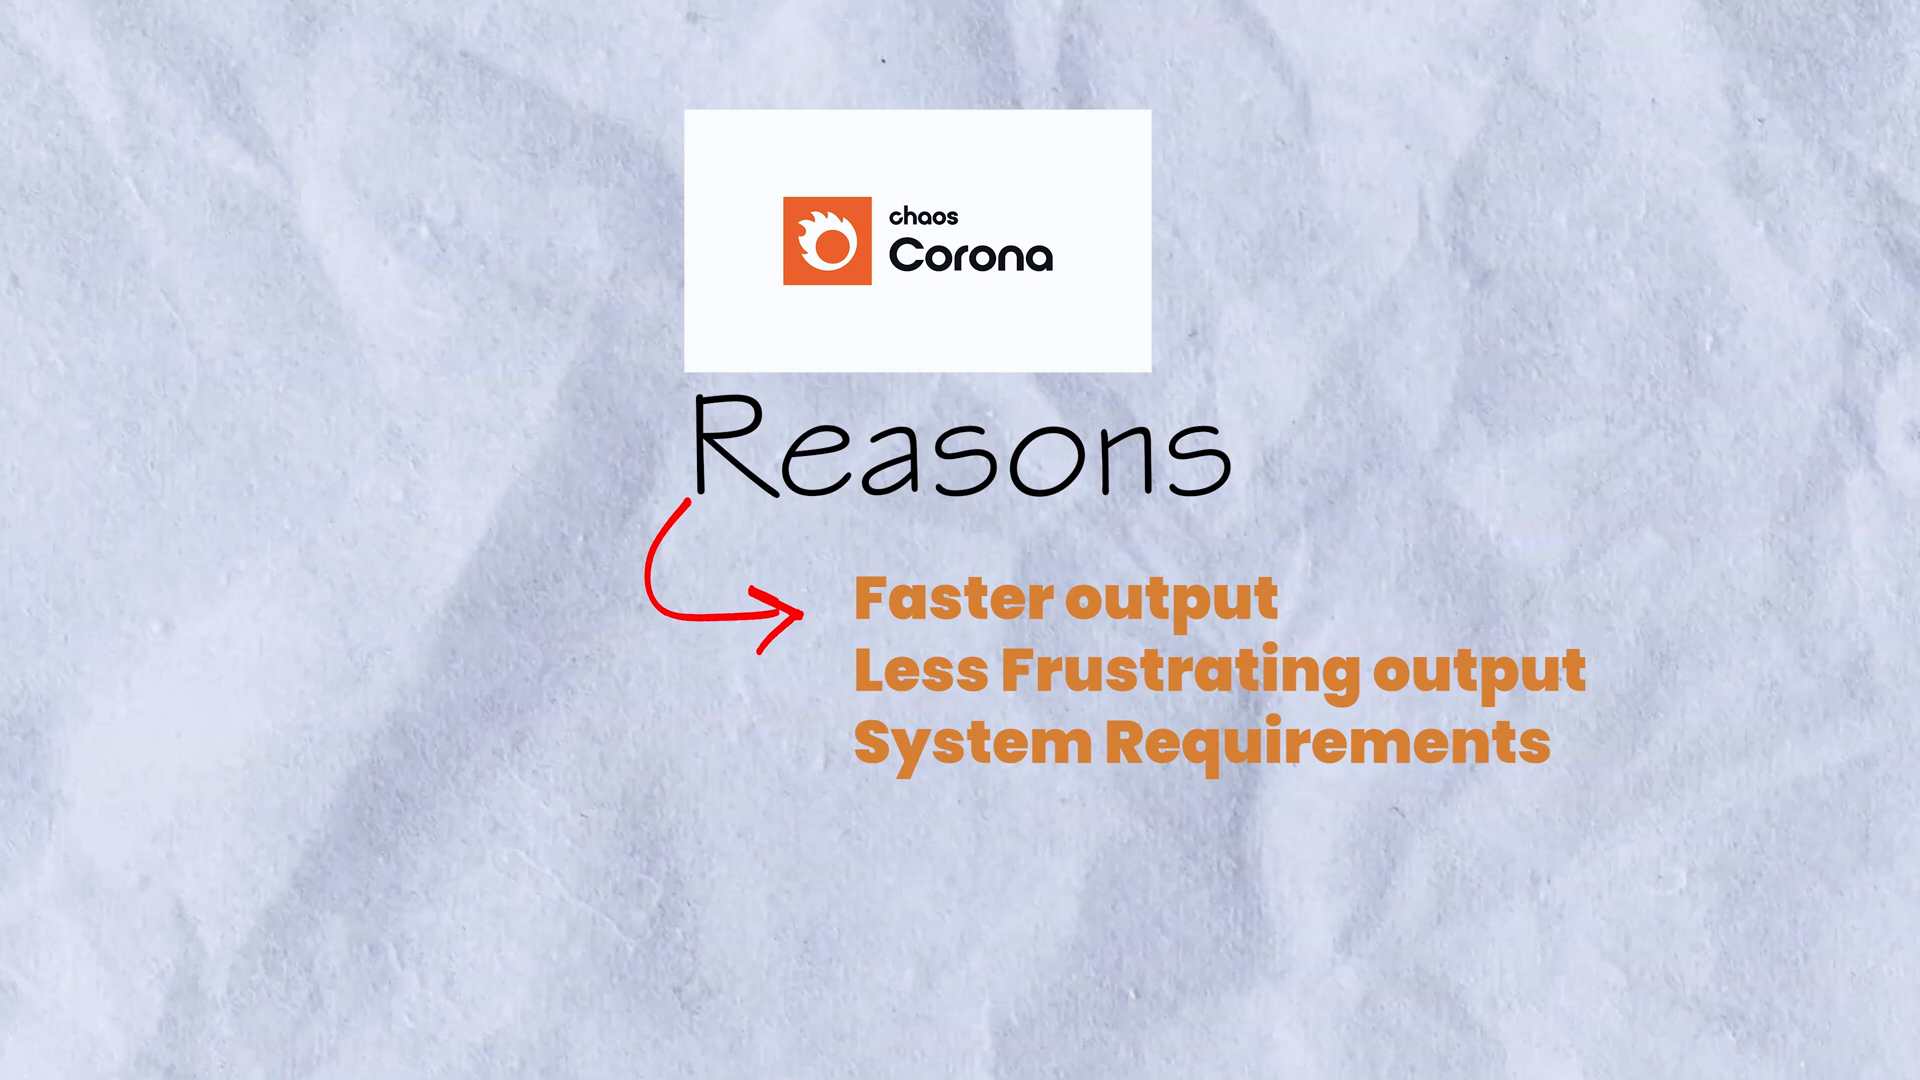 chaos
Corona
Reasons
Faster output
Less Frustrating output
System Requirements